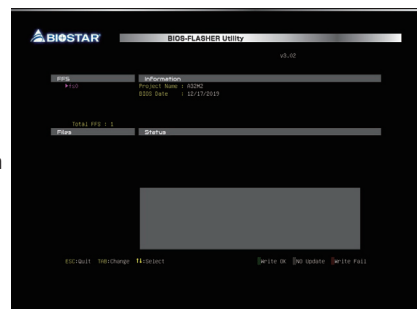 BIOSTAR
BIOS-FLASHER Utility
v3.02
FFS
Information
fs0
Project Name : A32M2
BIOS Date : 12/17/2019
Total FFS : 1
Files
Status
ESC:Quit TAB:Change ↑↓:Select
Write OK NO Update Write Fail